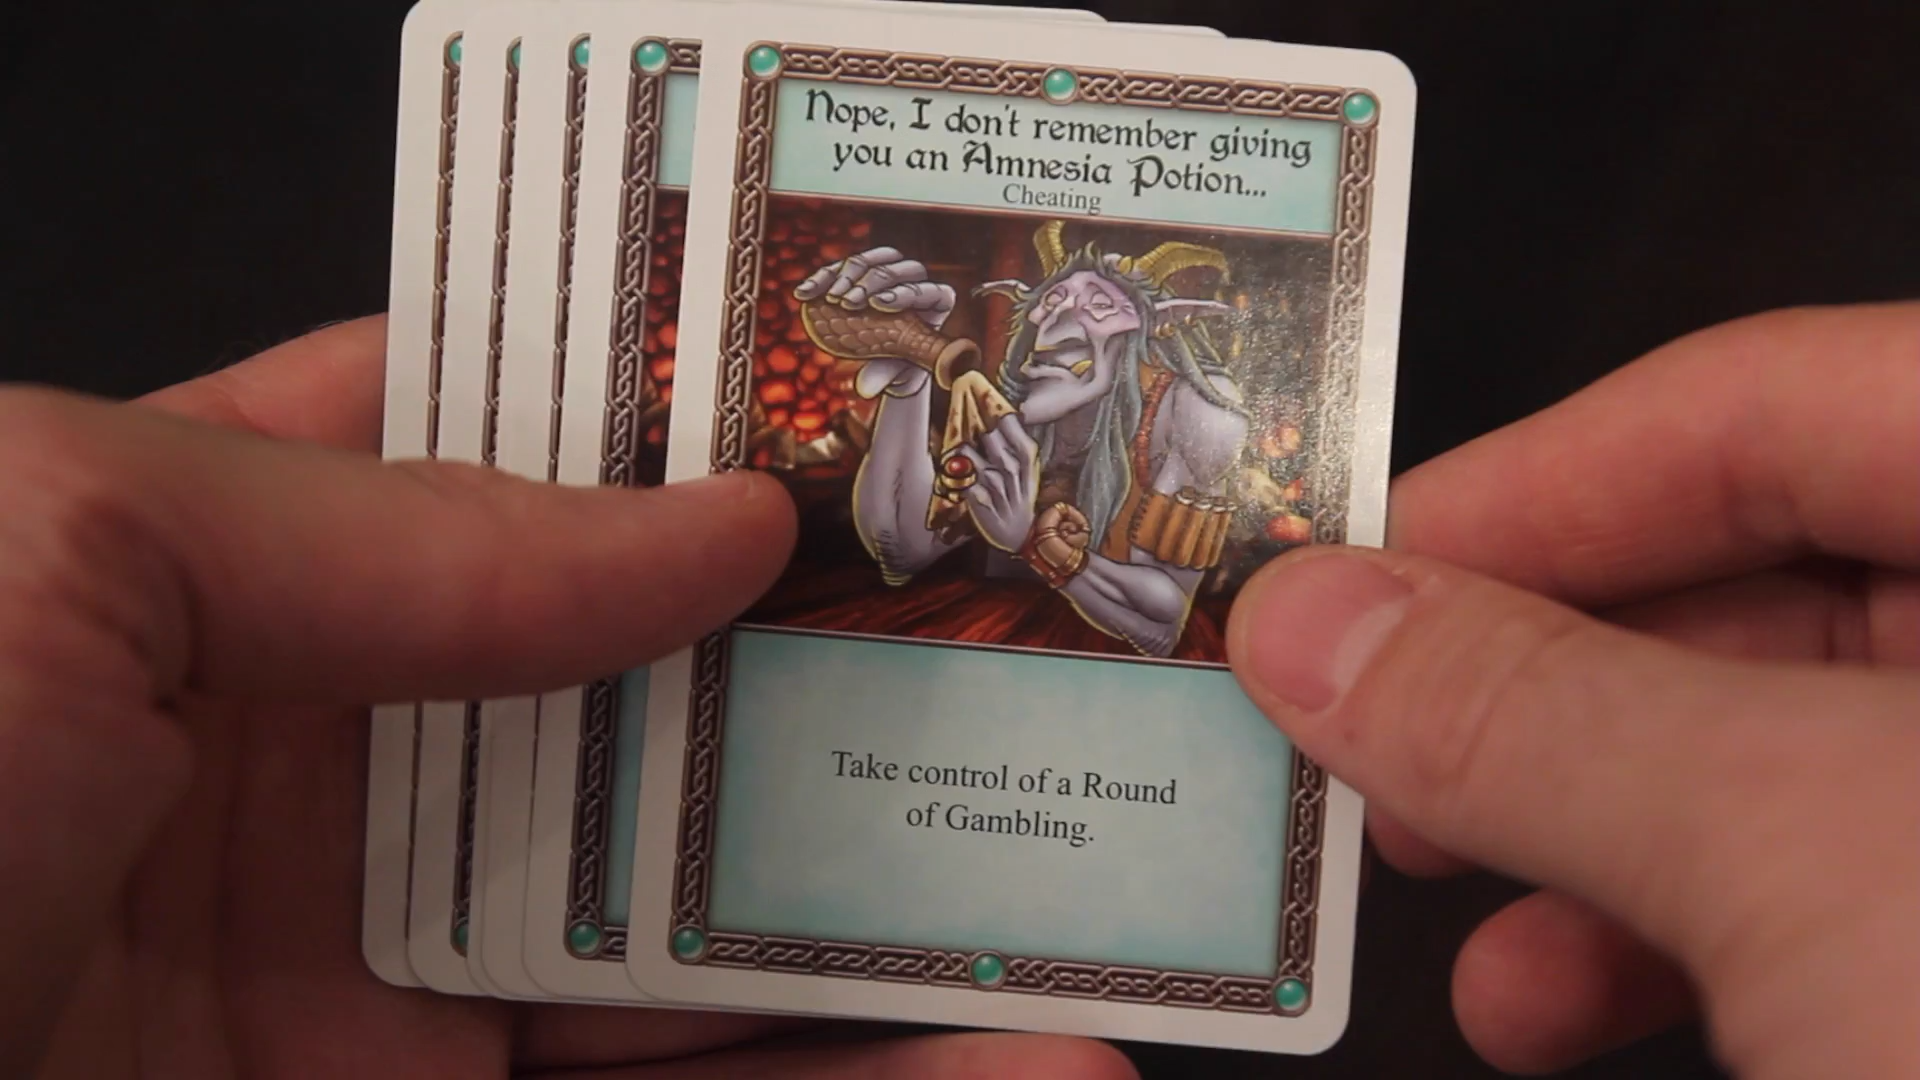 Nope, I don't remember giving
you an Amnesia Potion...
Cheating
Take control of a Round
of Gambling.